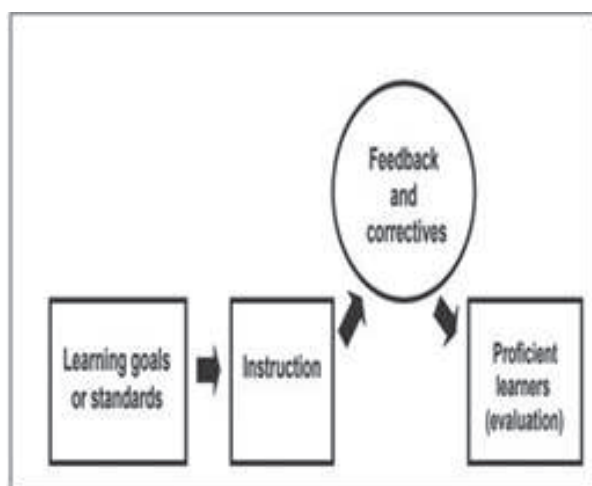 Learning goals
or standards
Instruction
Feedback
and
correctives
Proficient
learners
(evaluation)